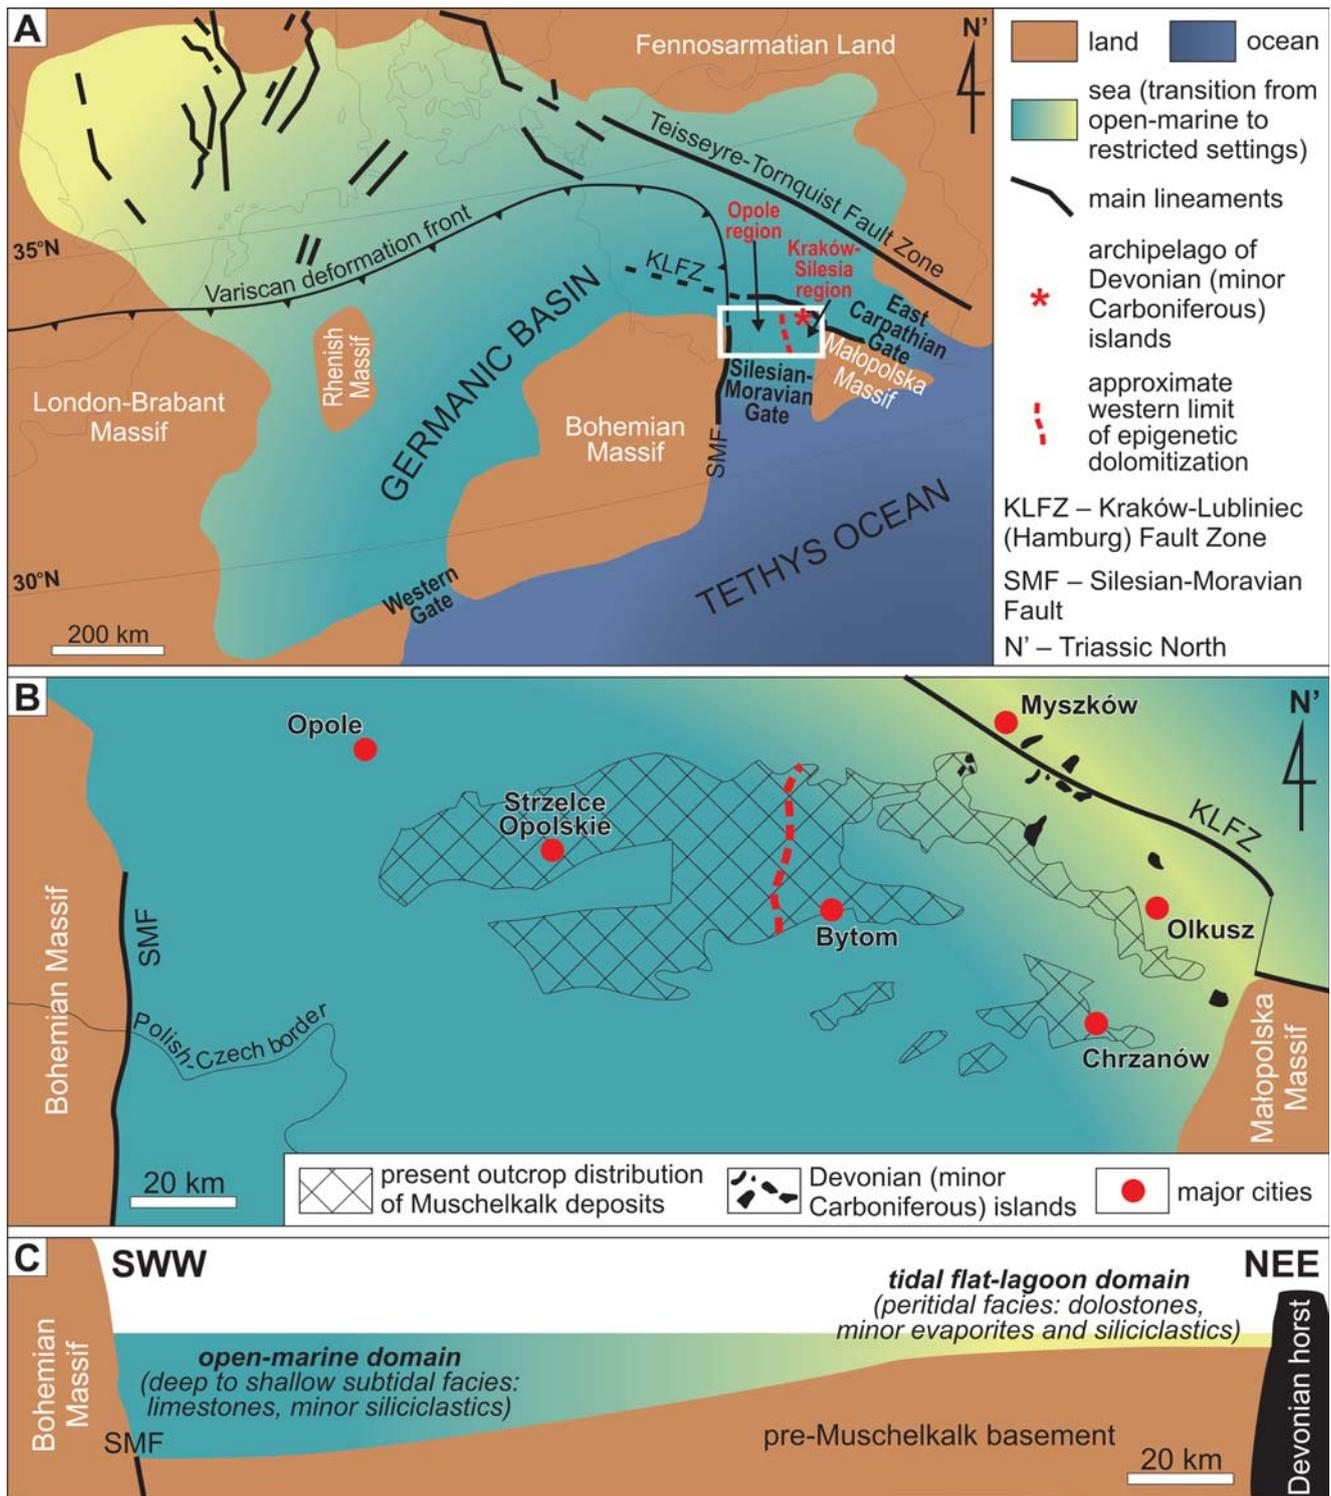 A
Fennosarmatian Land
N’
Teisseyre-Tornquist Fault Zone
35°N
Variscan deformation front
Opole
region
Kraków-
Silesia
region
KLFZ
East
Carpathian
Gate
GERMANIC BASIN
Rhenish
Massif
London-Brabant
Massif
Małopolska
Massif
Silesian-
Moravian
Gate
Bohemian
Massif
SMF
TETHYS OCEAN
30°N
Western
Gate
200 km
land
ocean
sea (transition from
open-marine to
restricted settings)
main lineaments
archipelago of
Devonian (minor
Carboniferous)
islands
approximate
western limit
of epigenetic
dolomitization
KLFZ – Kraków-Lubliniec
(Hamburg) Fault Zone
SMF – Silesian-Moravian
Fault
N’ – Triassic North
B
Opole
Myszków
N’
Strzelce
Opolskie
KLFZ
Bohemian Massif
SMF
Bytom
Olkusz
Polish-Czech border
Chrzanów
Małopolska
Massif
20 km
present outcrop distribution
of Muschelkalk deposits
Devonian (minor
Carboniferous) islands
major cities
C
SWW
NEE
tidal flat-lagoon domain
(peritidal facies: dolostones,
minor evaporites and siliciclastics)
open-marine domain
(deep to shallow subtidal facies:
limestones, minor siliciclastics)
Bohemian
Massif
SMF
pre-Muschelkalk basement
20 km
Devonian horst